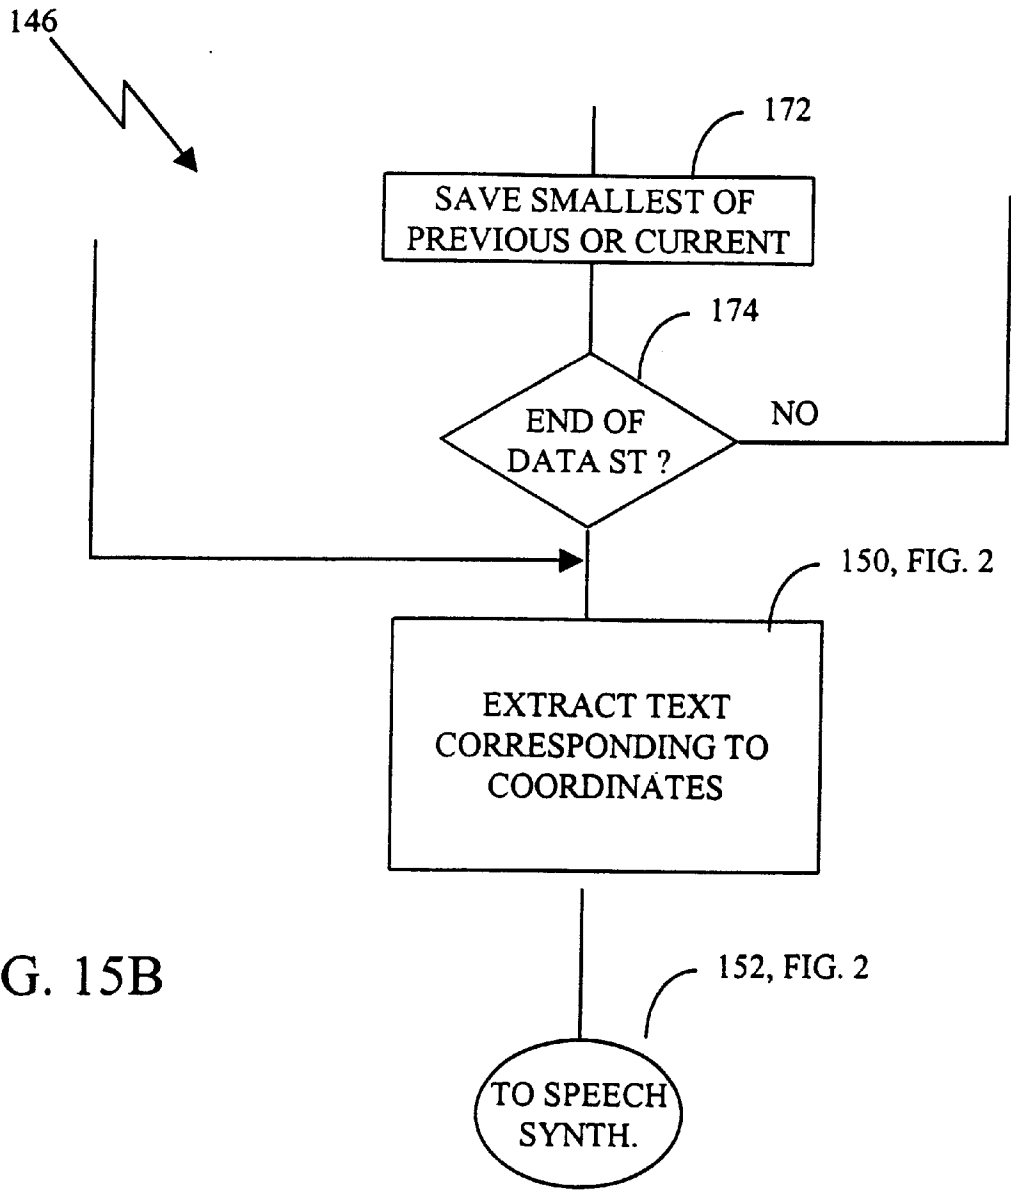 146
172
SAVE SMALLEST OF
PREVIOUS OR CURRENT
174
END OF
DATA ST ?
NO
150, FIG. 2
EXTRACT TEXT
CORRESPONDING TO
COORDINATES
G. 15B
152, FIG. 2
TO SPEECH
SYNTH.